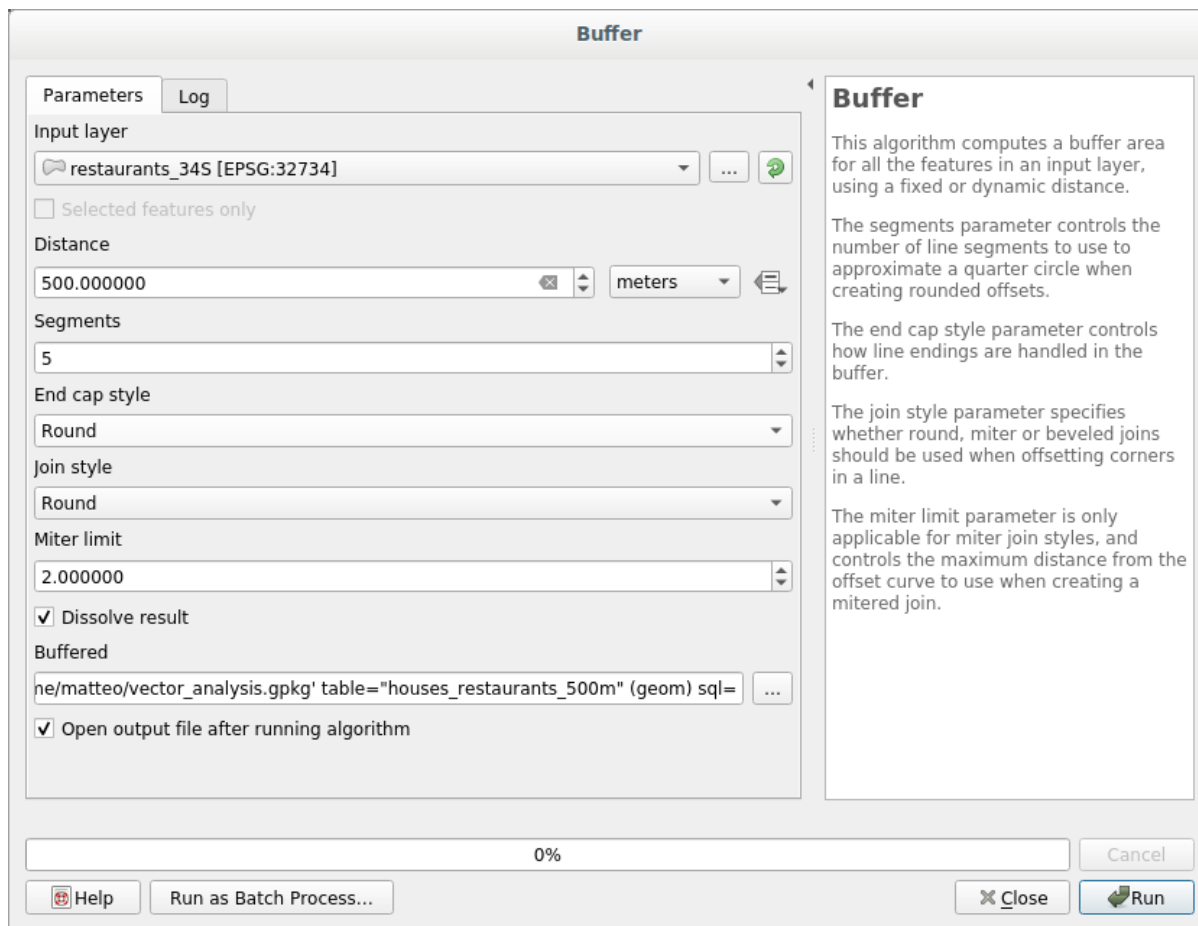 Buffer
Parameters
Log
Input layer
restaurants_34S [EPSG:32734]
...
Selected features only
Distance
500.000000
meters
Segments
5
End cap style
Round
Join style
Round
Miter limit
2.000000
Dissolve result
Buffered
ne/matteo/vector_analysis.gpkg' table="houses_restaurants_500m" (geom) sql=
...
Open output file after running algorithm
Buffer
This algorithm computes a buffer area
for all the features in an input layer,
using a fixed or dynamic distance.
The segments parameter controls the
number of line segments to use to
approximate a quarter circle when
creating rounded offsets.
The end cap style parameter controls
how line endings are handled in the
buffer.
The join style parameter specifies
whether round, miter or beveled joins
should be used when offsetting corners
in a line.
The miter limit parameter is only
applicable for miter join styles, and
controls the maximum distance from the
offset curve to use when creating a
mitered join.
0%
Cancel
Help
Run as Batch Process...
Close
Run